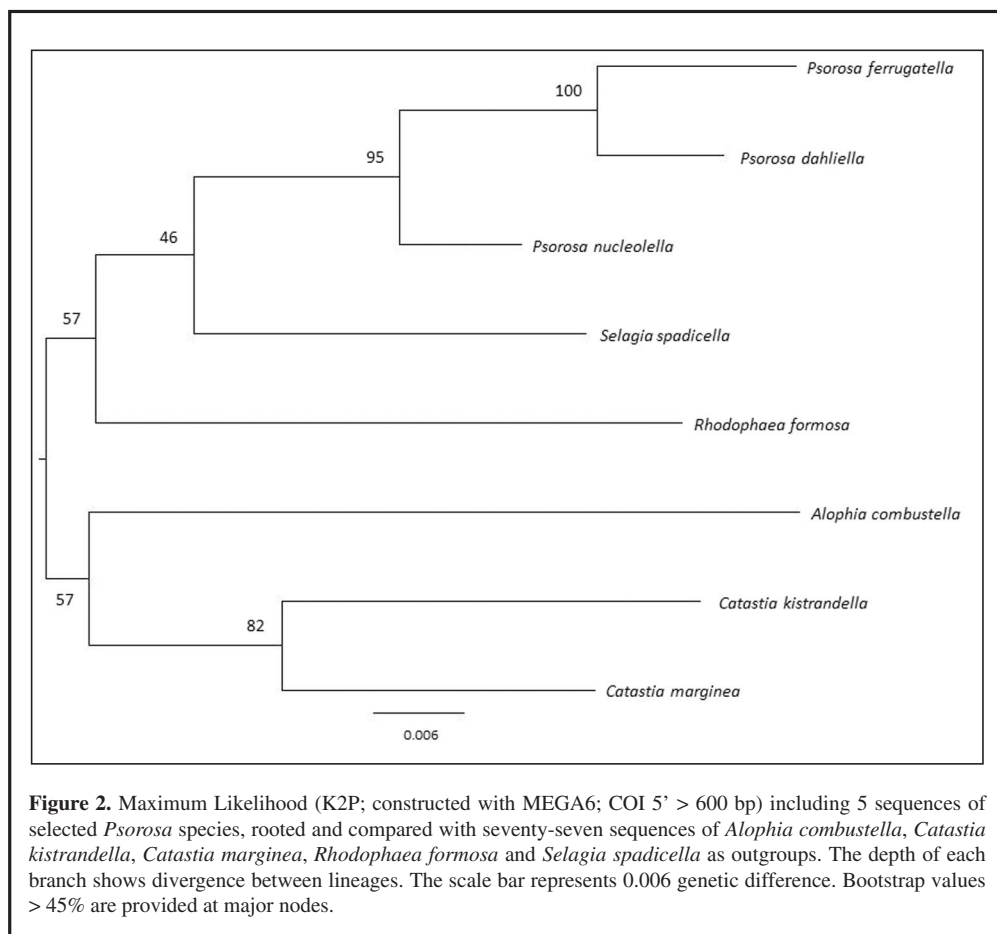 Psorosa ferrugatella
100
Psorosa dahliella
95
Psorosa nucleolella
46
Selagia spadicella
57
Rhodophaea formosa
Alophia combustella
57
Catastia kistrandella
82
Catastia marginea
0.006
Figure 2. Maximum Likelihood (K2P; constructed with MEGA6; COI 5' > 600 bp) including 5 sequences of
selected Psorosa species, rooted and compared with seventy-seven sequences of Alophia combustella, Catastia
kistrandella, Catastia marginea, Rhodophaea formosa and Selagia spadicella as outgroups. The depth of each
branch shows divergence between lineages. The scale bar represents 0.006 genetic difference. Bootstrap values
> 45% are provided at major nodes.